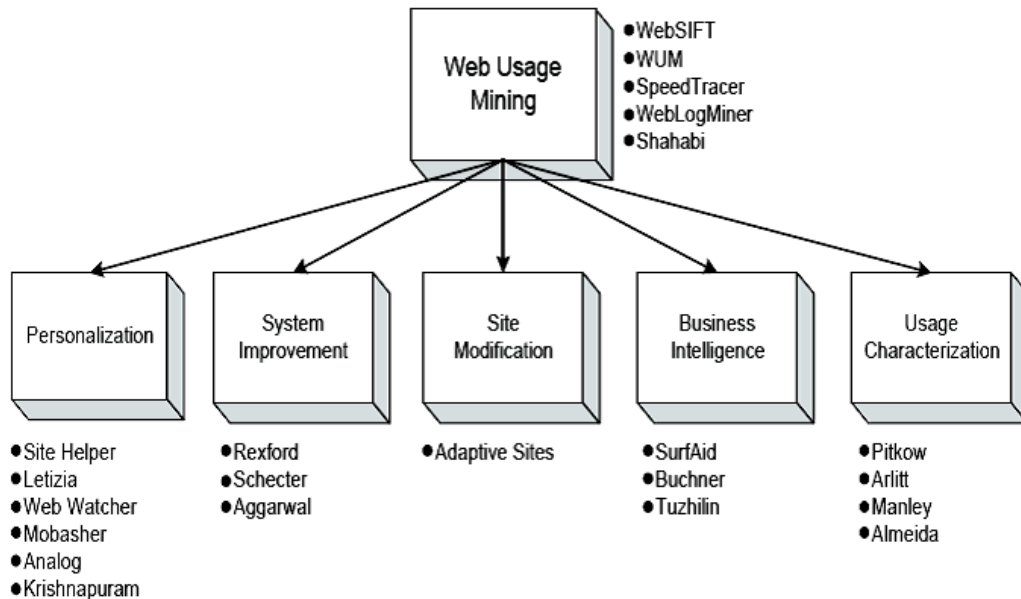 Web Usage
Mining
●WebSIFT
●WUM
●SpeedTracer
●WebLogMiner
●Shahabi
Personalization
System
Improvement
Site
Modification
Business
Intelligence
Usage
Characterization
●Site Helper
●Letizia
●Web Watcher
●Mobasher
●Analog
●Krishnapuram
●Rexford
●Schecter
●Aggarwal
●Adaptive Sites
●SurfAid
●Buchner
●Tuzhilin
●Pitkow
●Arlitt
●Manley
●Almeida